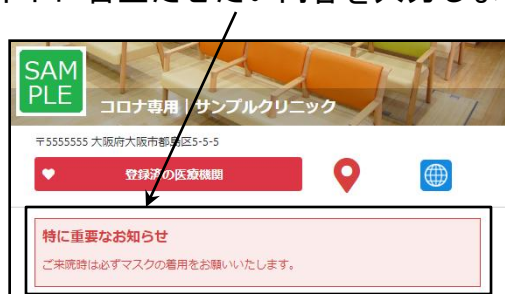 SAM
PLE
コロナ専用 | サンプルクリニック
〒5555555 大阪府大阪市都島区5-5-5
登録済の医療機関
特に重要なお知らせ
ご来院時は必ずマスクの着用をお願いいたします。